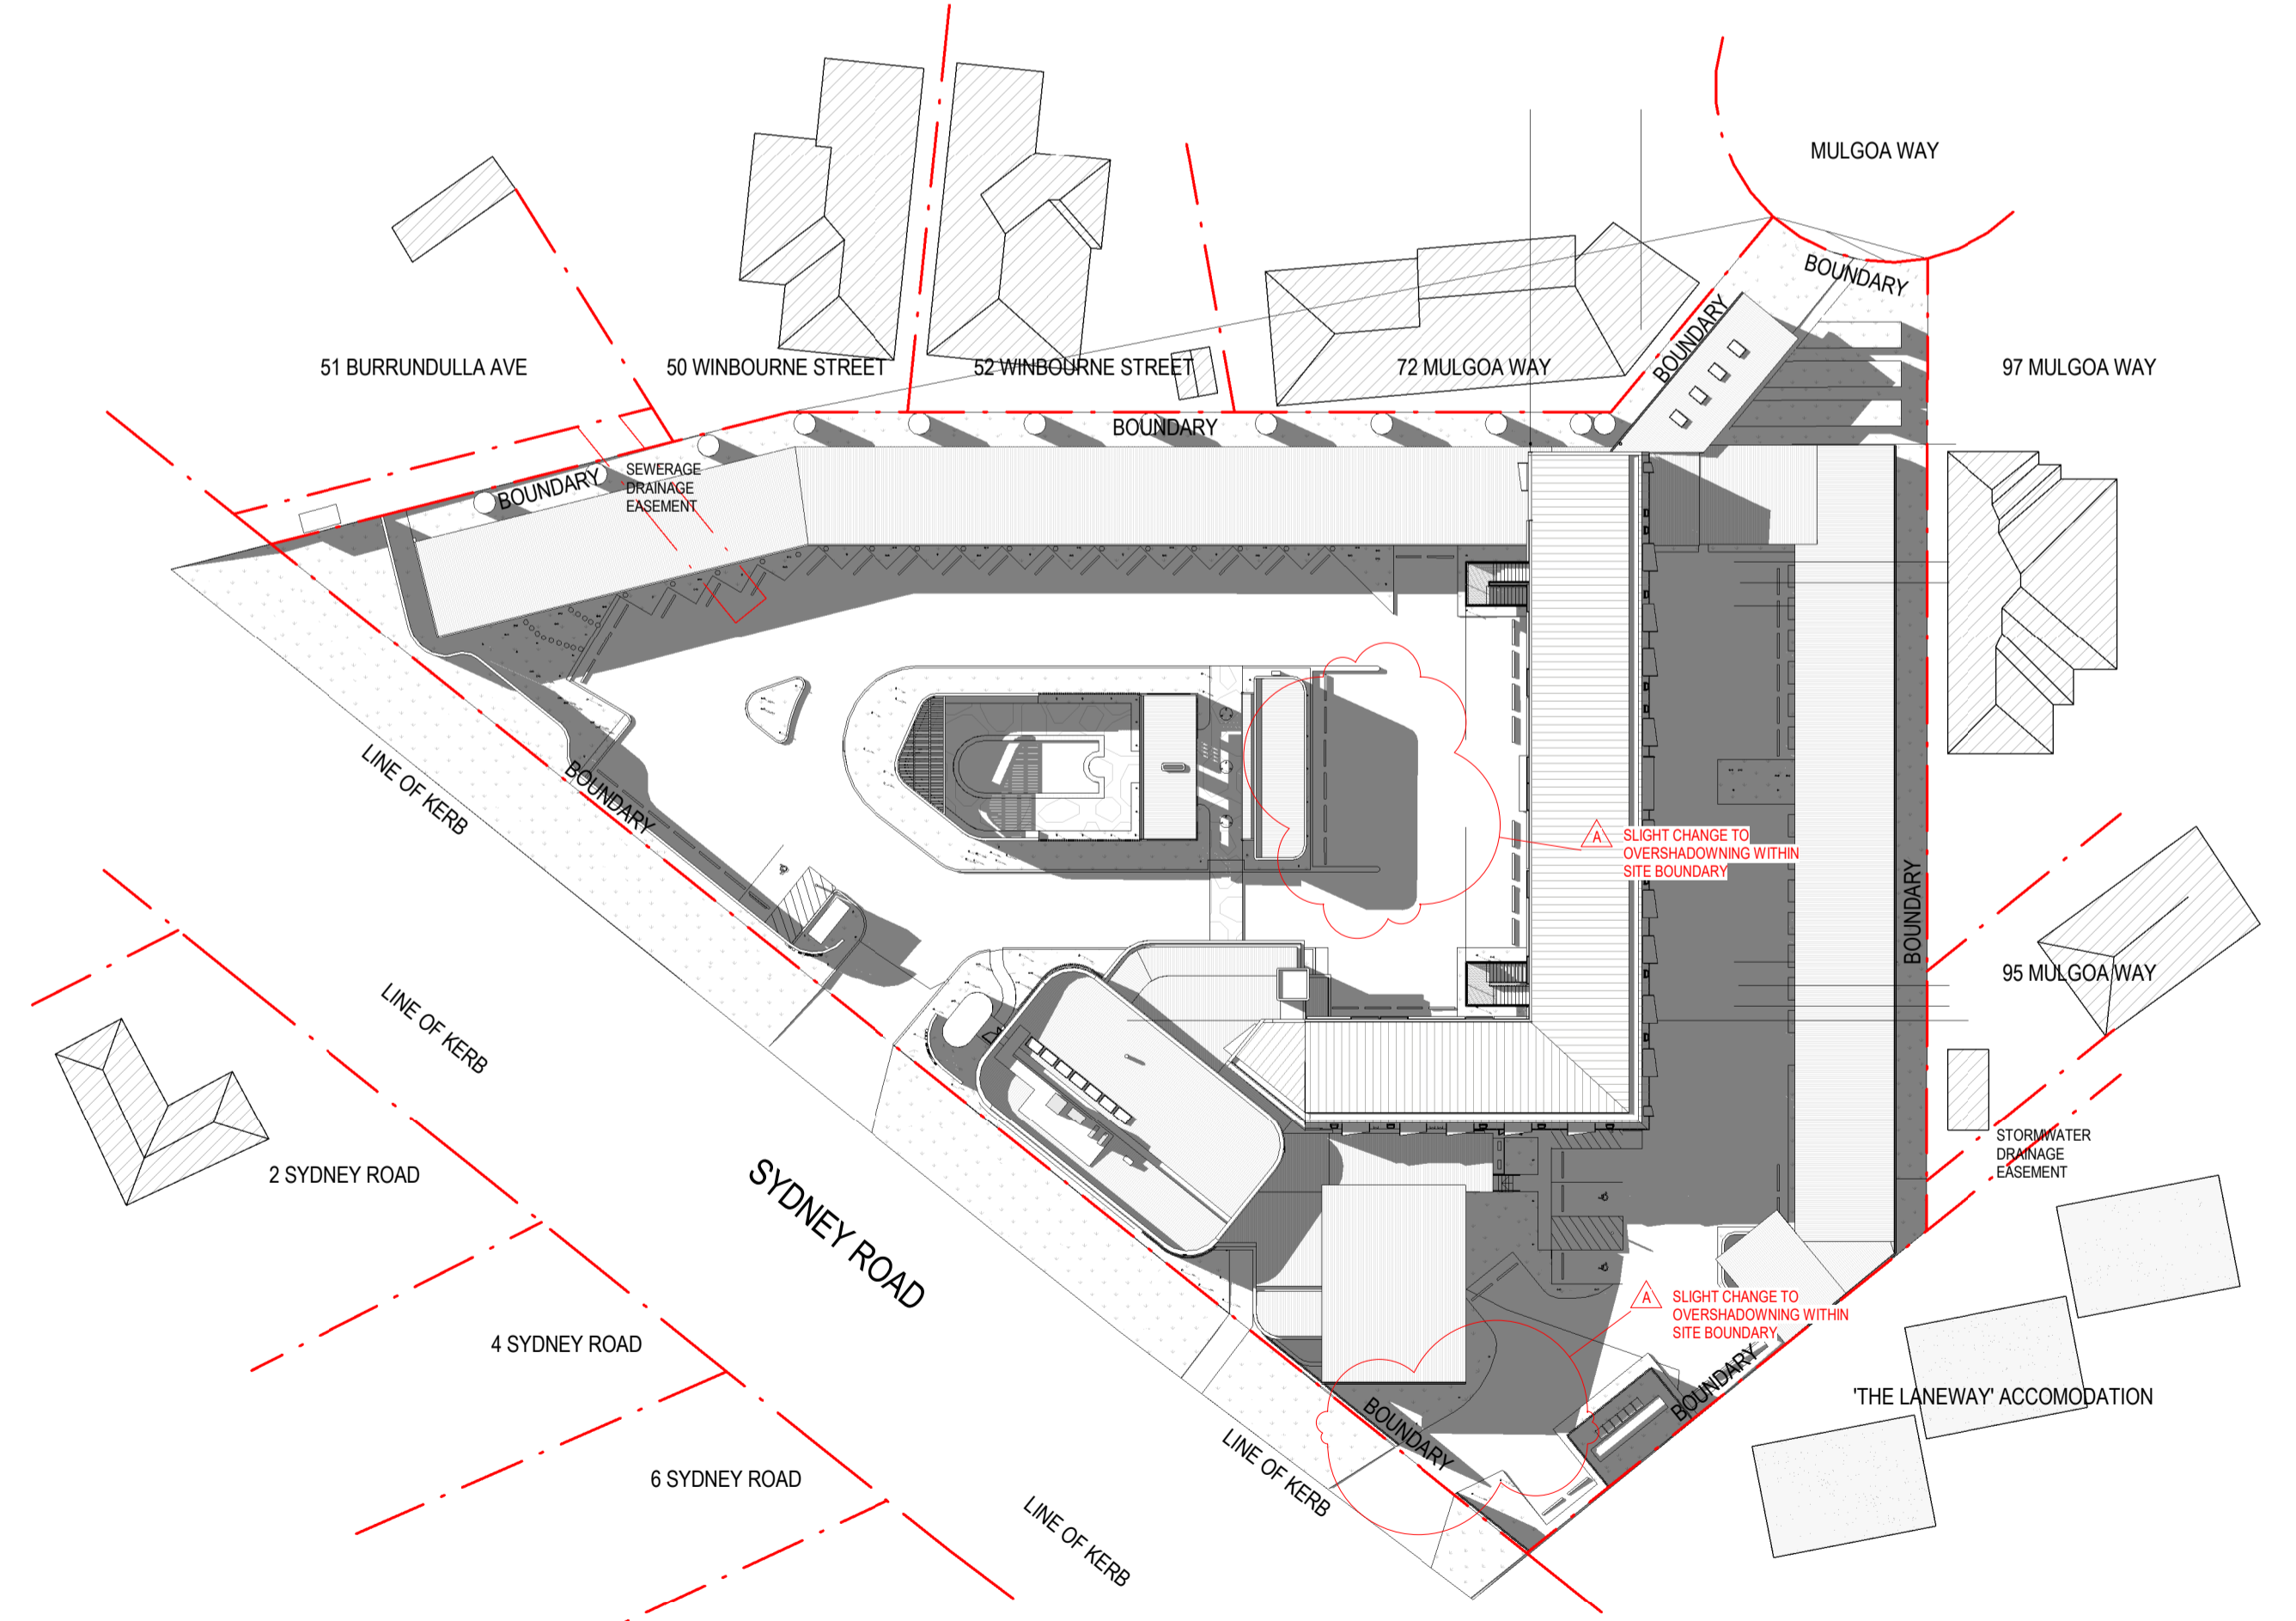 MULGOA WAY
BOUNDARY
BOUNDARY
51 BURRUNDULLA AVE
50 WINBOURNE STREET
52 WINBOURNE STREET
72 MULGOA WAY
97 MULGOA WAY
BOUNDARY
SEWERAGE
DRAINAGE
EASEMENT
BOUNDARY
LINE OF KERB
BOUNDARY
A
SLIGHT CHANGE TO
OVERSHADOWNING WITHIN
SITE BOUNDARY
BOUNDARY
95 MULGOA WAY
LINE OF KERB
STORMWATER
DRAINAGE
EASEMENT
2 SYDNEY ROAD
SYDNEY ROAD
A
SLIGHT CHANGE TO
OVERSHADOWNING WITHIN
SITE BOUNDARY
4 SYDNEY ROAD
BOUNDARY
'THE LANEWAY' ACCOMODATION
BOUNDARY
6 SYDNEY ROAD
LINE OF KERB
LINE OF KERB